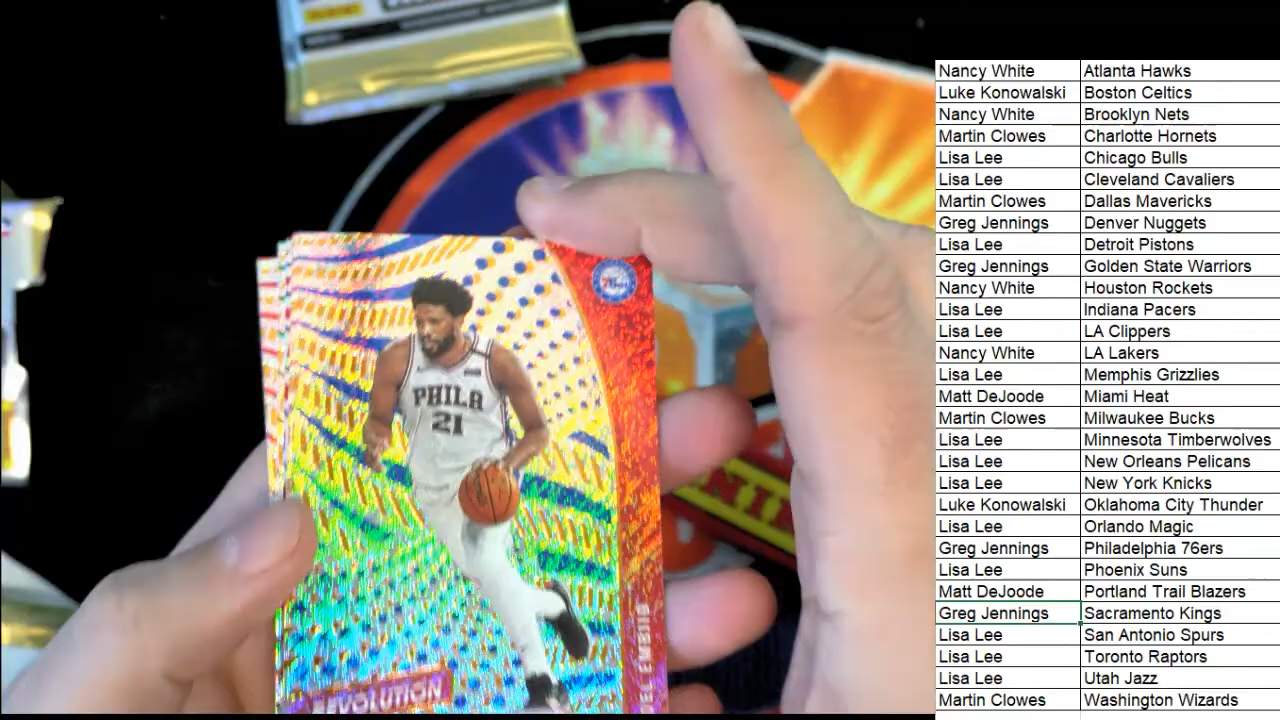 PANINI
PHILA
21
76ers
REVOLUTION
EL EMBIID
Nancy White Atlanta Hawks
Luke Konowalski Boston Celtics
Nancy White Brooklyn Nets
Martin Clowes Charlotte Hornets
Lisa Lee Chicago Bulls
Lisa Lee Cleveland Cavaliers
Martin Clowes Dallas Mavericks
Greg Jennings Denver Nuggets
Lisa Lee Detroit Pistons
Greg Jennings Golden State Warriors
Nancy White Houston Rockets
Lisa Lee Indiana Pacers
Lisa Lee LA Clippers
Nancy White LA Lakers
Lisa Lee Memphis Grizzlies
Matt DeJoode Miami Heat
Martin Clowes Milwaukee Bucks
Lisa Lee Minnesota Timberwolves
Lisa Lee New Orleans Pelicans
Lisa Lee New York Knicks
Luke Konowalski Oklahoma City Thunder
Lisa Lee Orlando Magic
Greg Jennings Philadelphia 76ers
Lisa Lee Phoenix Suns
Matt DeJoode Portland Trail Blazers
Greg Jennings Sacramento Kings
Lisa Lee San Antonio Spurs
Lisa Lee Toronto Raptors
Lisa Lee Utah Jazz
Martin Clowes Washington Wizards